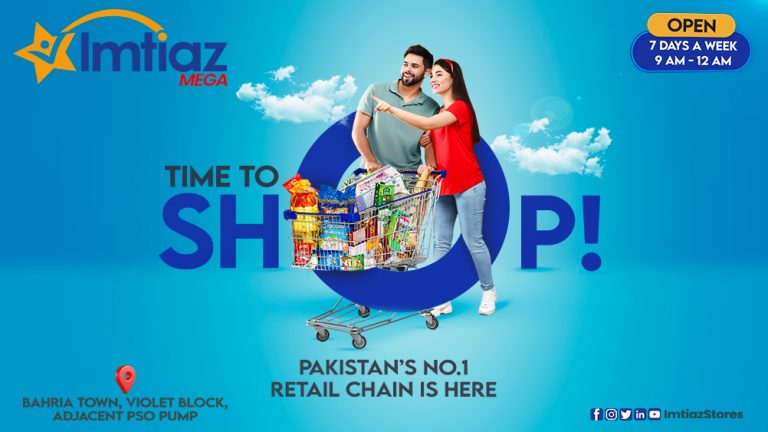 Imtiaz
MEGA
OPEN
7 DAYS A WEEK
9 AM - 12 AM
TIME TO
SHOP!
PAKISTAN'S NO.1
RETAIL CHAIN IS HERE
BAHRIA TOWN, VIOLET BLOCK,
ADJACENT PSO PUMP
ImtiazStores